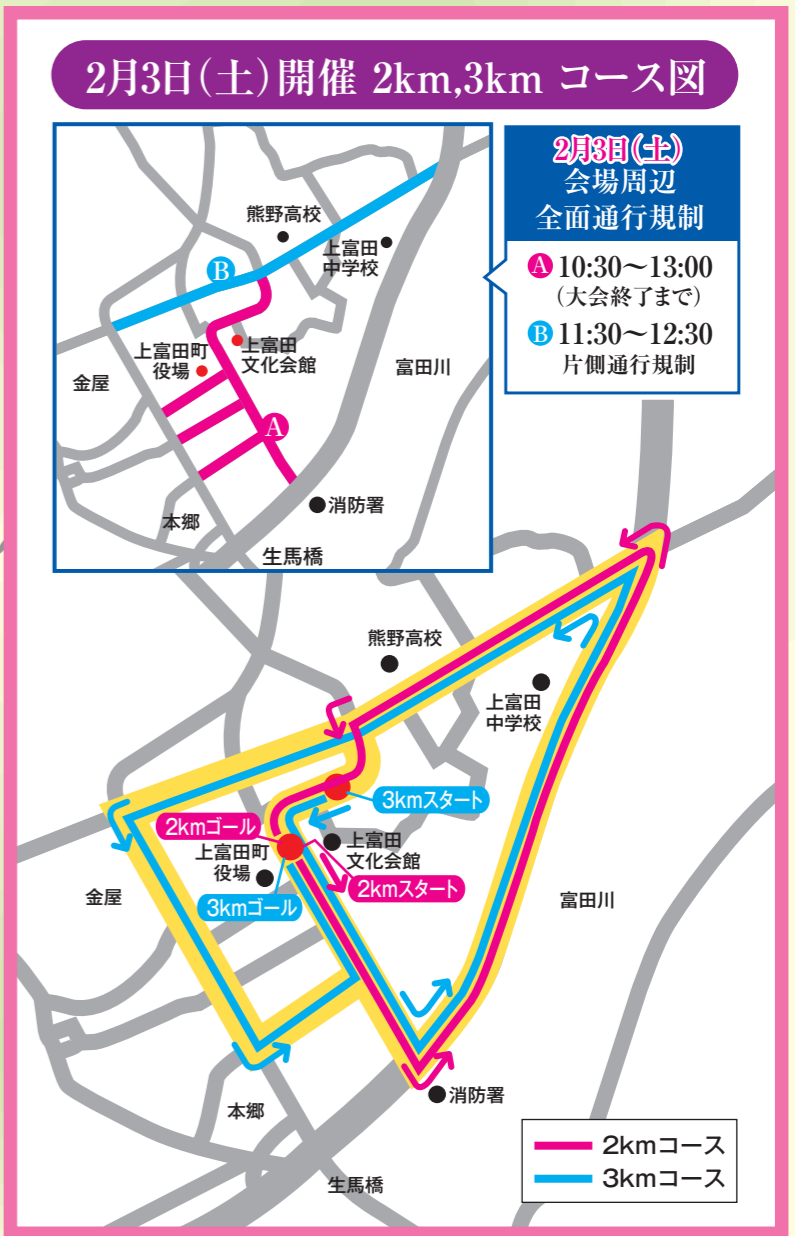 2月3日(土)開催 2km,3km コース図
熊野高校
上富田
中学校
B
上富田町
役場
上富田
文化会館
富田川
金屋
A
消防署
本郷
生馬橋
2月3日(土)
会場周辺
全面通行規制
A 10:30〜13:00
(大会終了まで)
B 11:30〜12:30
片側通行規制
熊野高校
上富田
中学校
3kmスタート
2kmゴール
上富田町
役場
上富田
文化会館
2kmスタート
3kmゴール
金屋
富田川
消防署
本郷
生馬橋
2kmコース
3kmコース